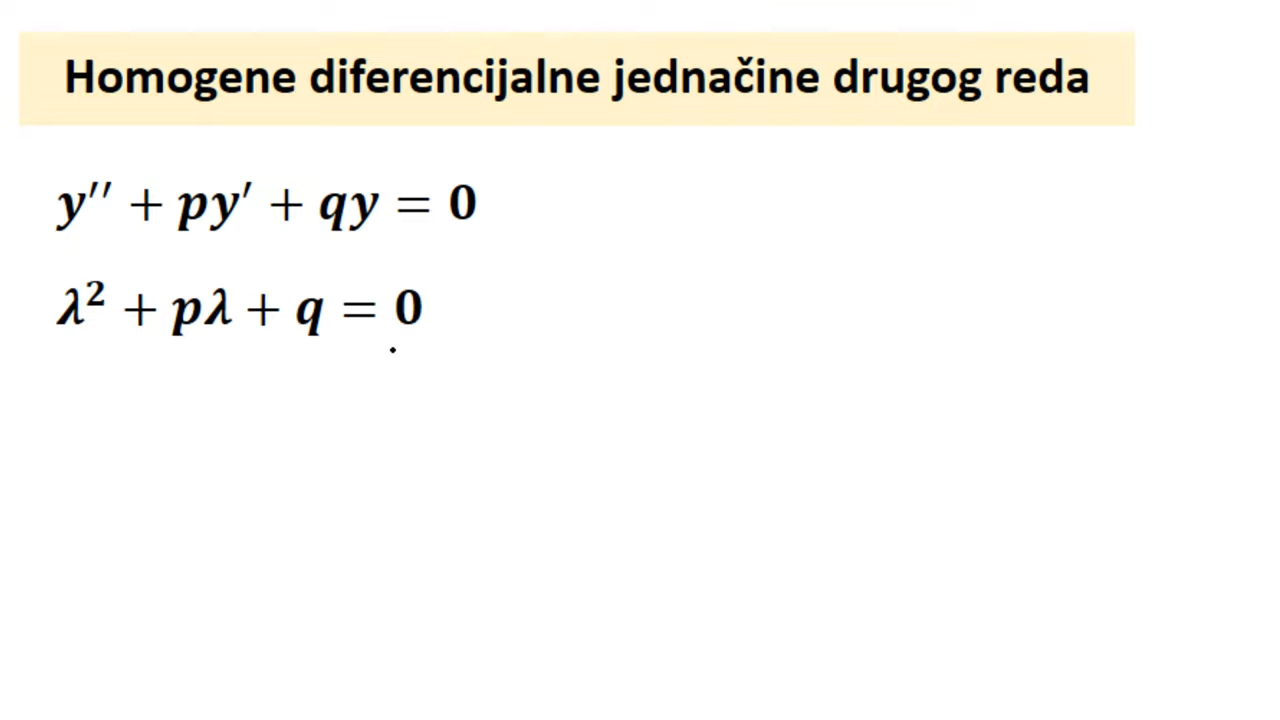 Homogene diferencijalne jednačine drugog reda
y′′ + py′ + qy = 0
λ² + pλ + q = 0